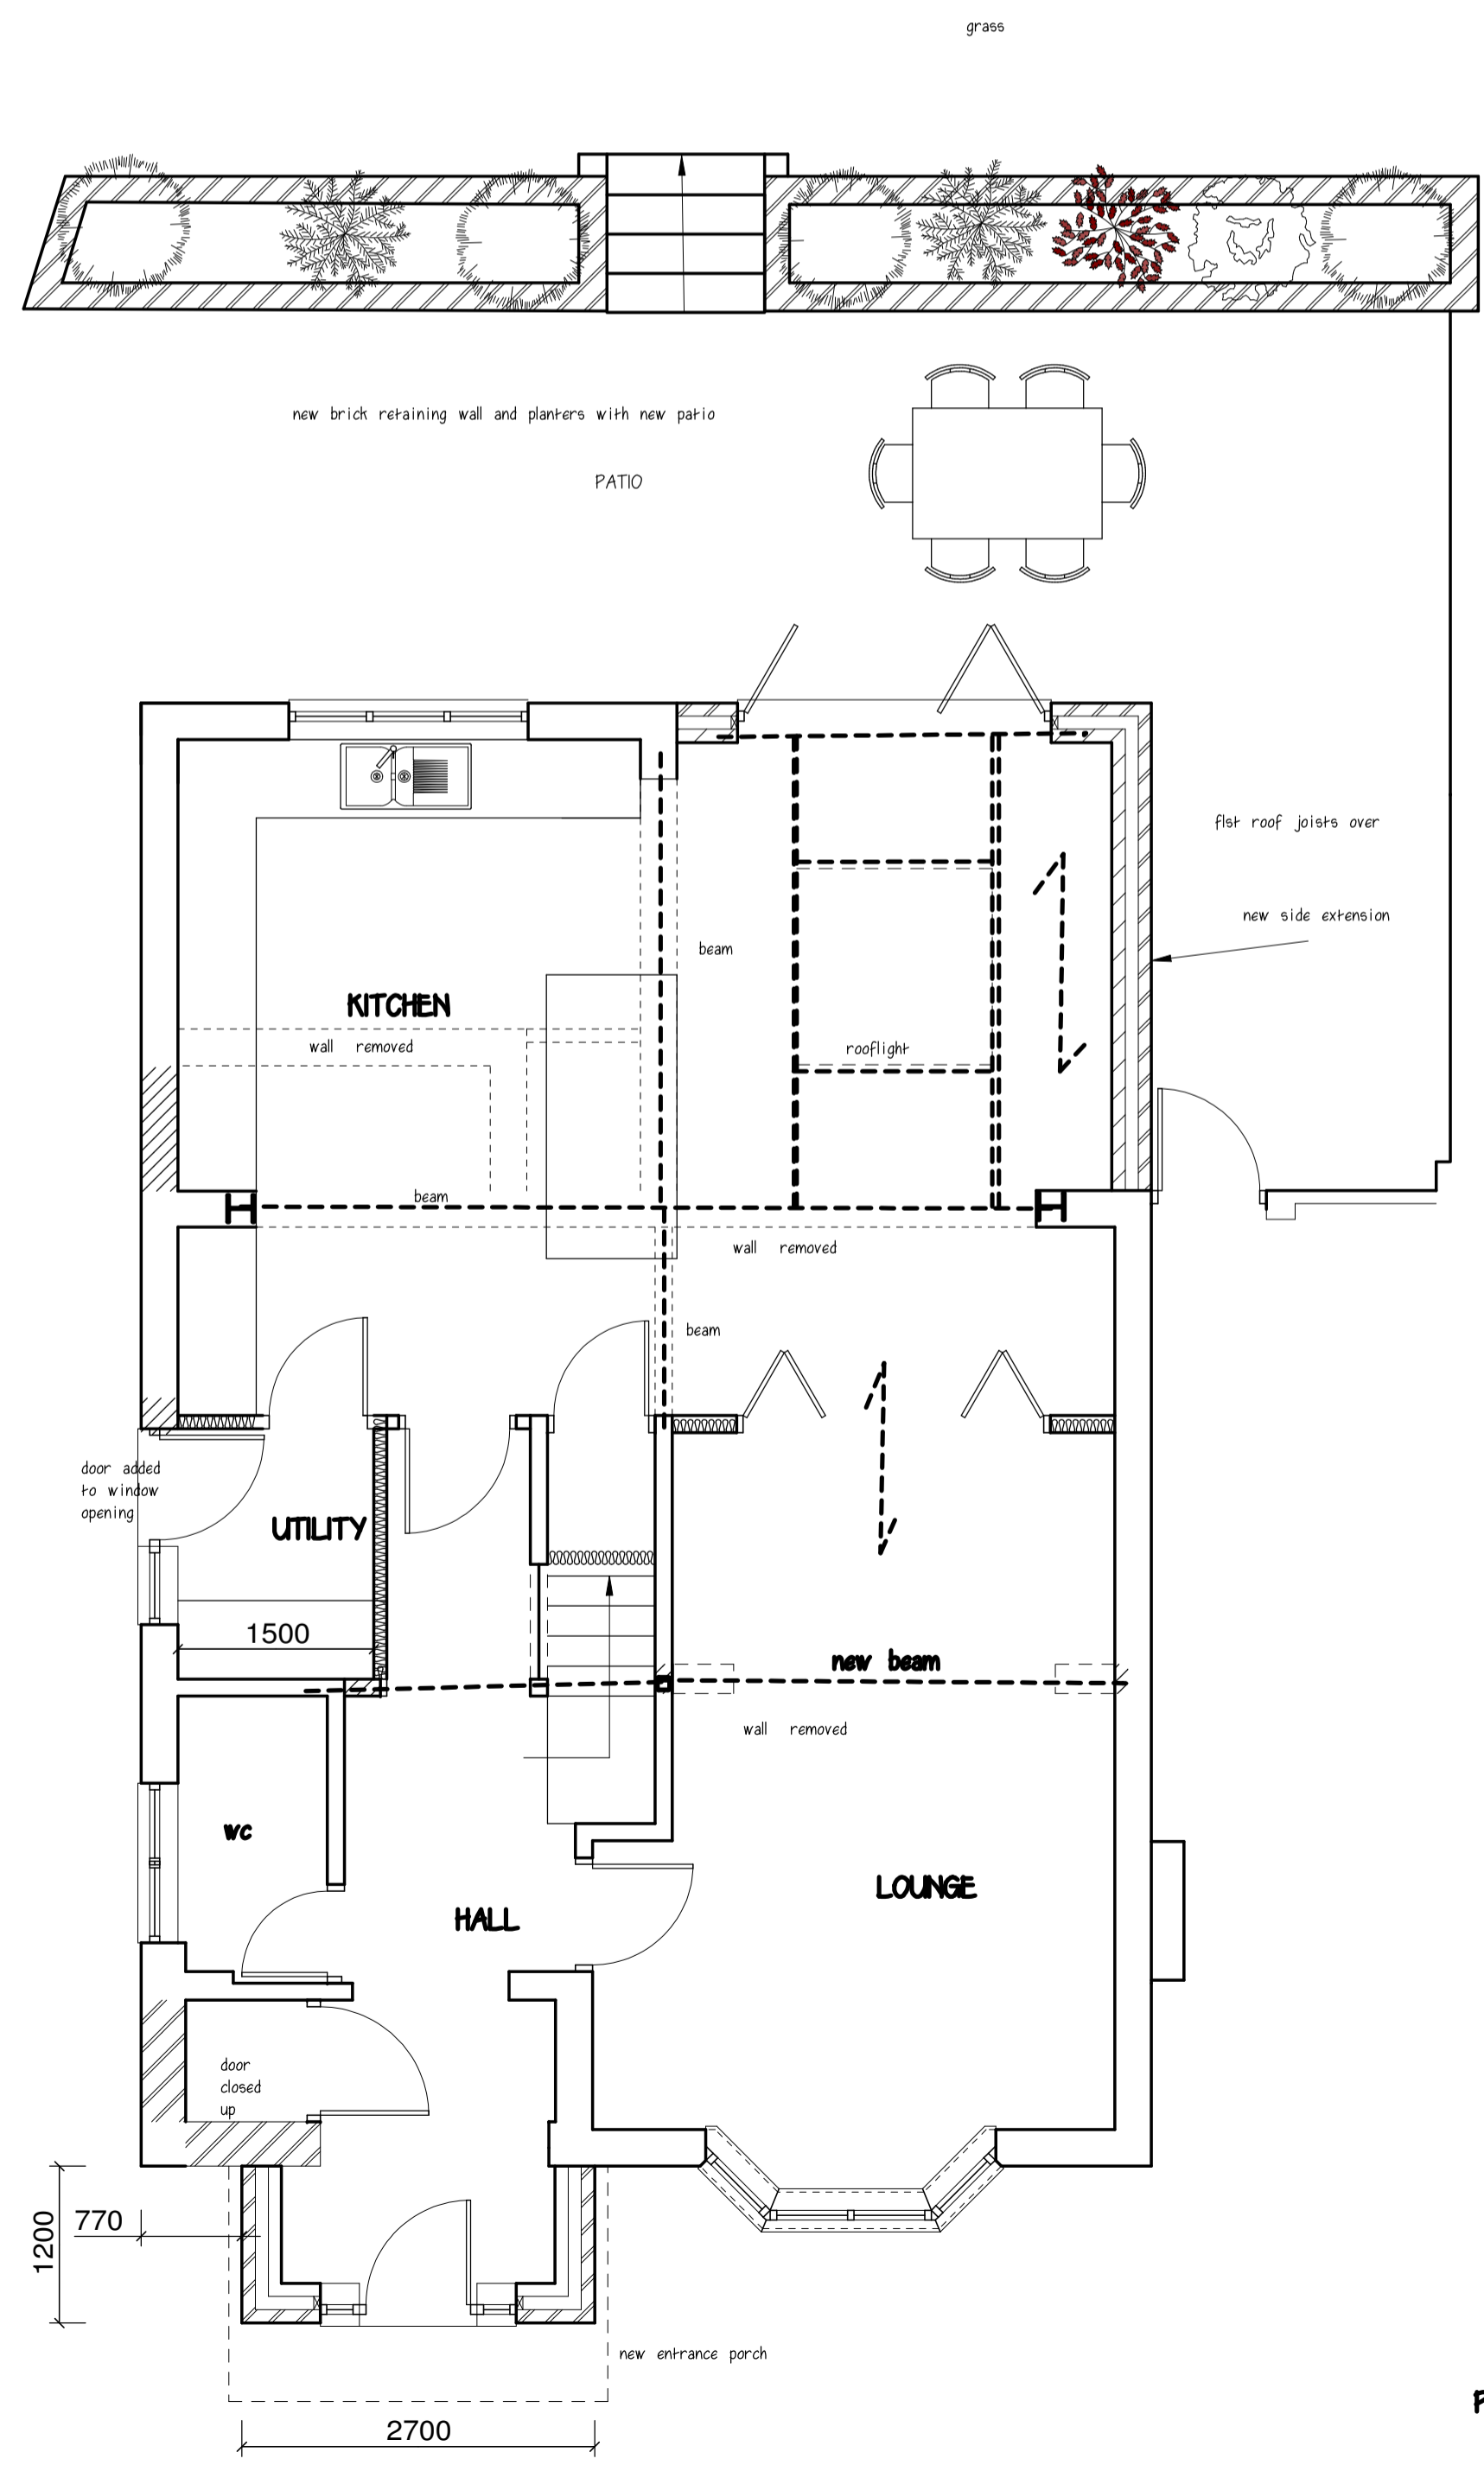 grass
new brick retaining wall and planters with new patio
PATIO
flst roof joists over
new side extension
beam
KITCHEN
wall removed
rooflight
beam
wall removed
beam
door added
to window
opening
UTILITY
1500
new beam
wall removed
wc
LOUNGE
HALL
door
closed
up
1200
770
new entrance porch
2700